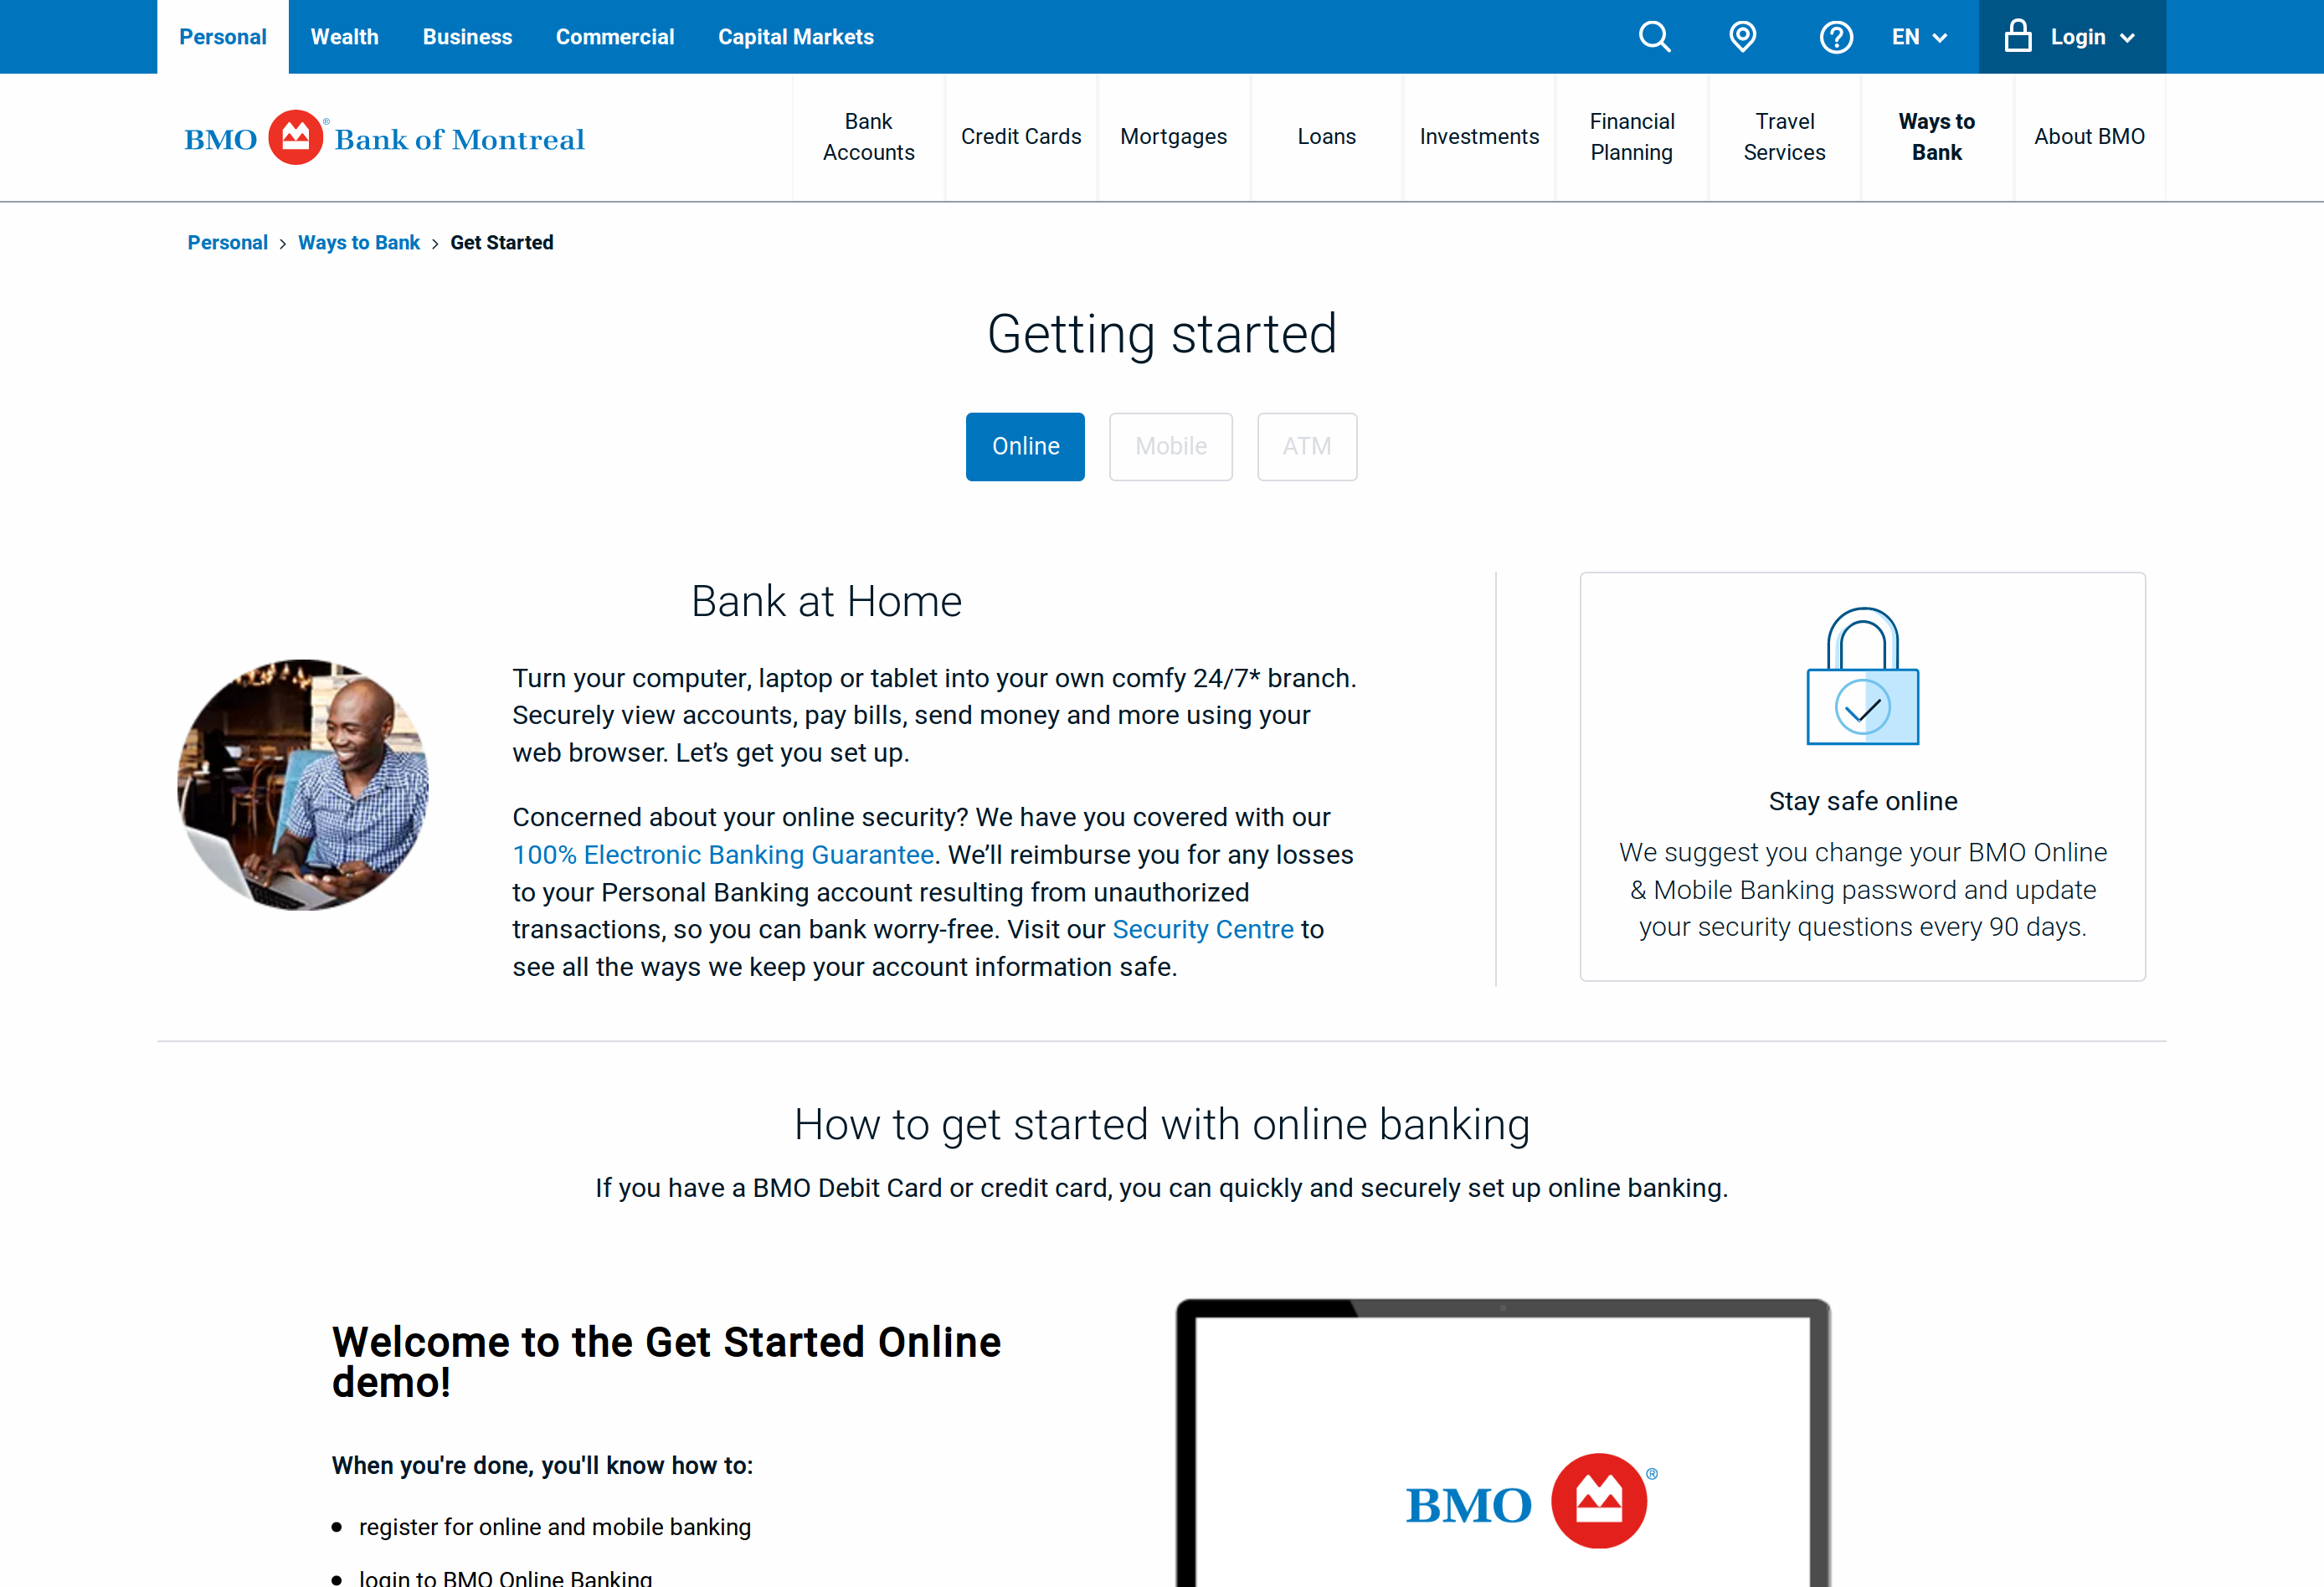 Personal
Wealth
Business
Commercial
Capital Markets
EN
Login
BMO ® Bank of Montreal
Bank
Accounts
Credit Cards
Mortgages
Loans
Investments
Financial
Planning
Travel
Services
Ways to
Bank
About BMO
Personal > Ways to Bank > Get Started
Getting started
Online
Mobile
ATM
Bank at Home
Turn your computer, laptop or tablet into your own comfy 24/7* branch.
Securely view accounts, pay bills, send money and more using your
web browser. Let’s get you set up.
Concerned about your online security? We have you covered with our
100% Electronic Banking Guarantee. We’ll reimburse you for any losses
to your Personal Banking account resulting from unauthorized
transactions, so you can bank worry-free. Visit our Security Centre to
see all the ways we keep your account information safe.
Stay safe online
We suggest you change your BMO Online
& Mobile Banking password and update
your security questions every 90 days.
How to get started with online banking
If you have a BMO Debit Card or credit card, you can quickly and securely set up online banking.
Welcome to the Get Started Online
demo!
When you're done, you'll know how to:
register for online and mobile banking
login to BMO Online Banking
BMO ®